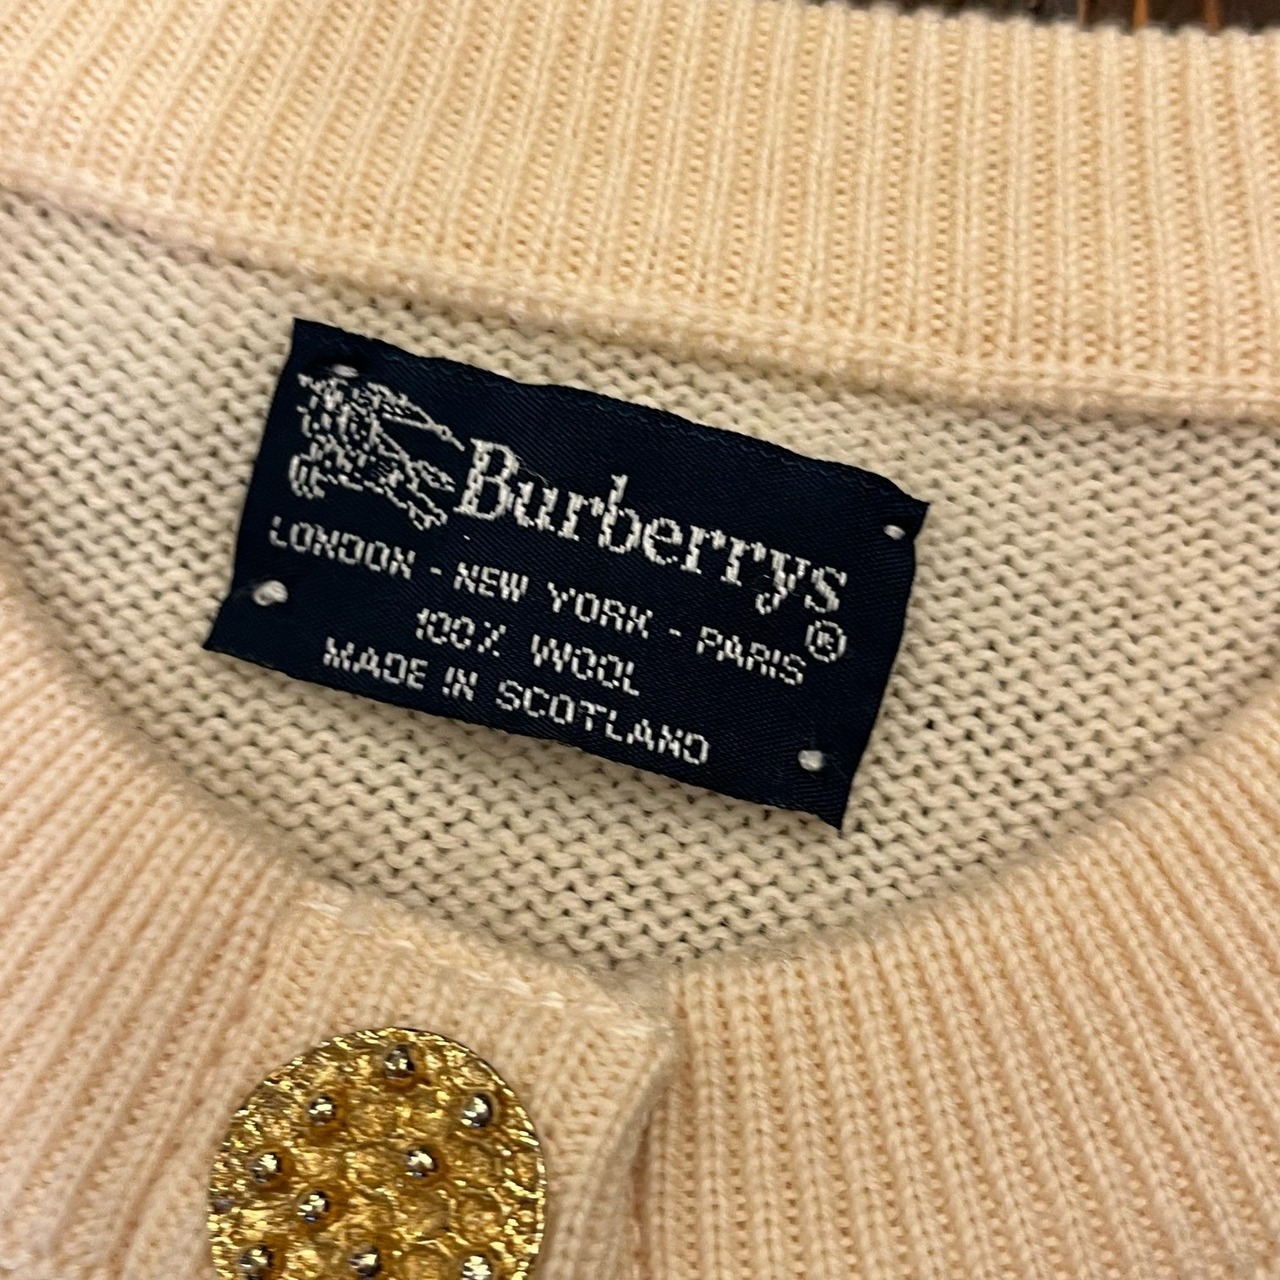 Burberrys®
LONDON - NEW YORK - PARIS
100% WOOL
MADE IN SCOTLAND